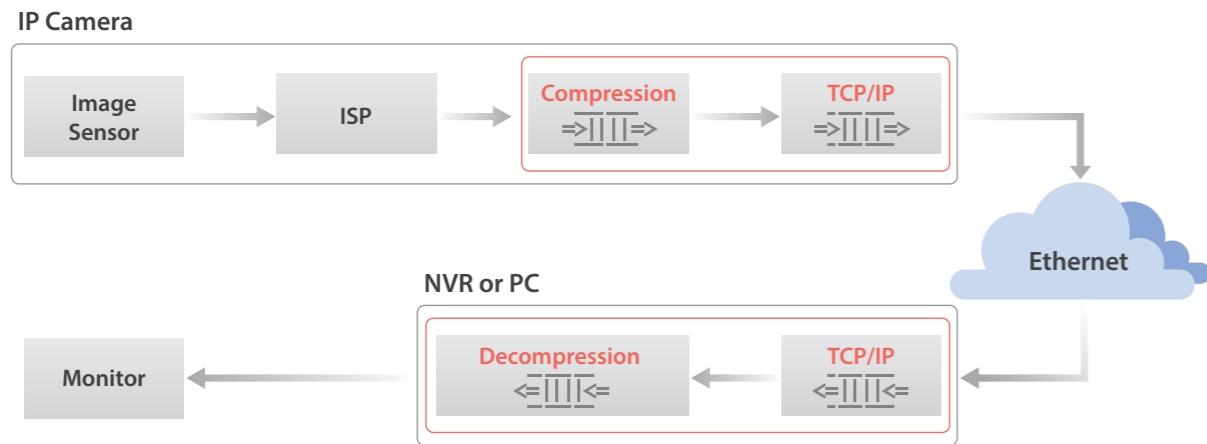 IP Camera
Image
Sensor
ISP
Compression
TCP/IP
Ethernet
NVR or PC
Monitor
Decompression
TCP/IP